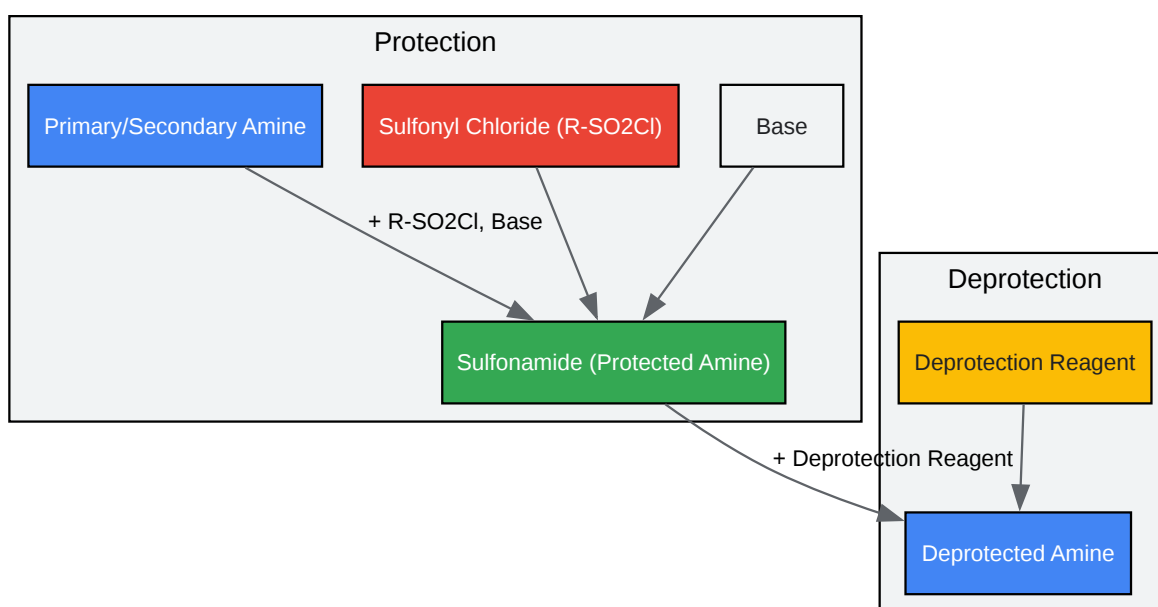 Protection
Primary/Secondary Amine
Sulfonyl Chloride (R-SO2Cl)
Base
+ R-SO2Cl, Base
Deprotection
Sulfonamide (Protected Amine)
Deprotection Reagent
+ Deprotection Reagent
Deprotected Amine